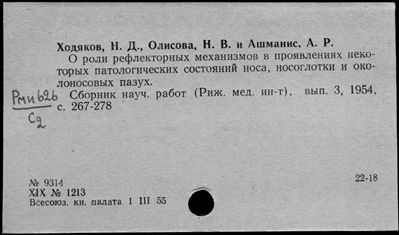 Ходяков, Н. Д., Олисова, Н. В. и Ашманис, А. Р.
О роли рефлекторных механизмов в проявлениях неко-
торых патологических состояний носа, носоглотки и око-
лоносовых пазух.
Рми626
С2
Сборник науч. работ (Риж. мед. ин-т), вып. 3, 1954,
с. 267-278
№ 9314
22-18
XIX № 1213
Всесоюз. кн. палата 1 III 55